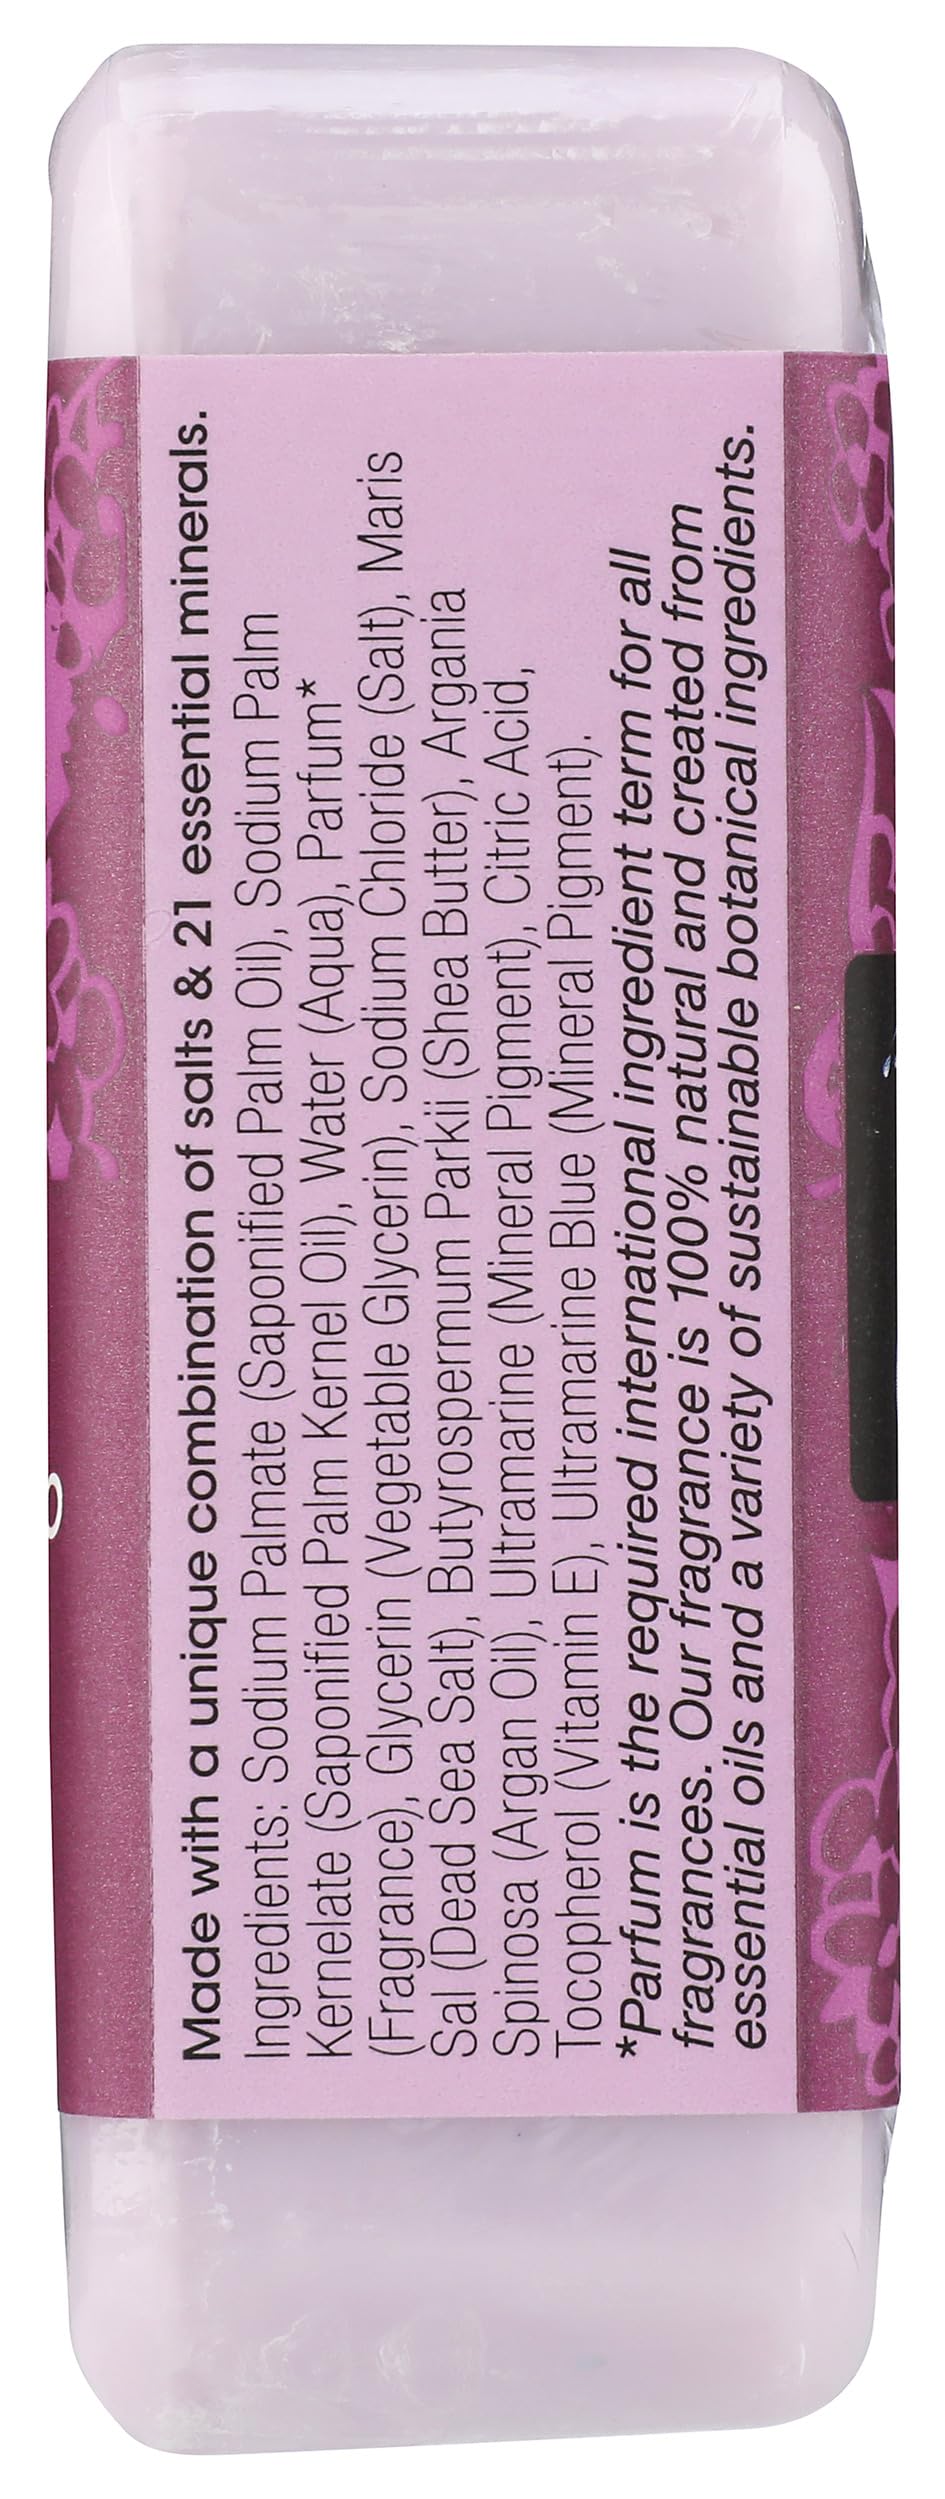 Made with a unique combination of salts & 21 essential minerals.
Ingredients: Sodium Palmate (Saponified Palm Oil), Sodium Palm
Kernelate (Saponified Palm Kernel Oil), Water (Aqua), Parfum*
(Fragrance), Glycerin (Vegetable Glycerin), Sodium Chloride (Salt), Maris
Sal (Dead Sea Salt), Butyrospermum Parkii (Shea Butter), Argania
Spinosa (Argan Oil), Ultramarine (Mineral Pigment), Citric Acid,
Tocopherol (Vitamin E), Ultramarine Blue (Mineral Pigment).
*Parfum is the required international ingredient term for all
fragrances. Our fragrance is 100% natural and created from
essential oils and a variety of sustainable botanical ingredients.